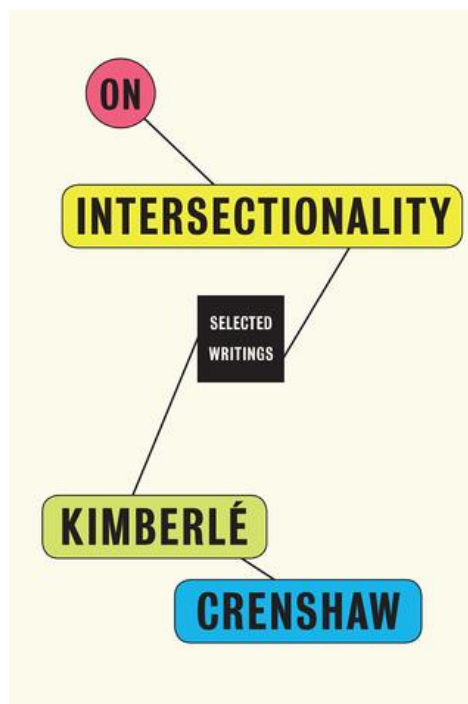 ON
INTERSECTIONALITY
SELECTED
WRITINGS
KIMBERLÉ
CRENSHAW